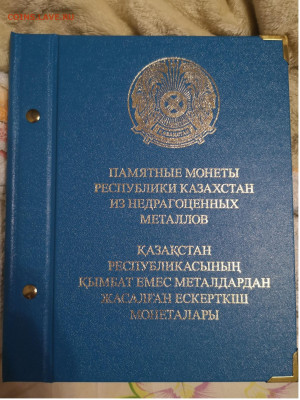 ПАМЯТНЫЕ МОНЕТЫ
РЕСПУБЛИКИ КАЗАХСТАН
ИЗ НЕДРАГОЦЕННЫХ
МЕТАЛЛОВ
ҚАЗАҚСТАН
РЕСПУБЛИКАСЫНЫҢ
ҚЫМБАТ ЕМЕС МЕТАЛДАРДАН
ЖАСАЛҒАН ЕСКЕРТКІШ
МОНЕТАЛАРЫ